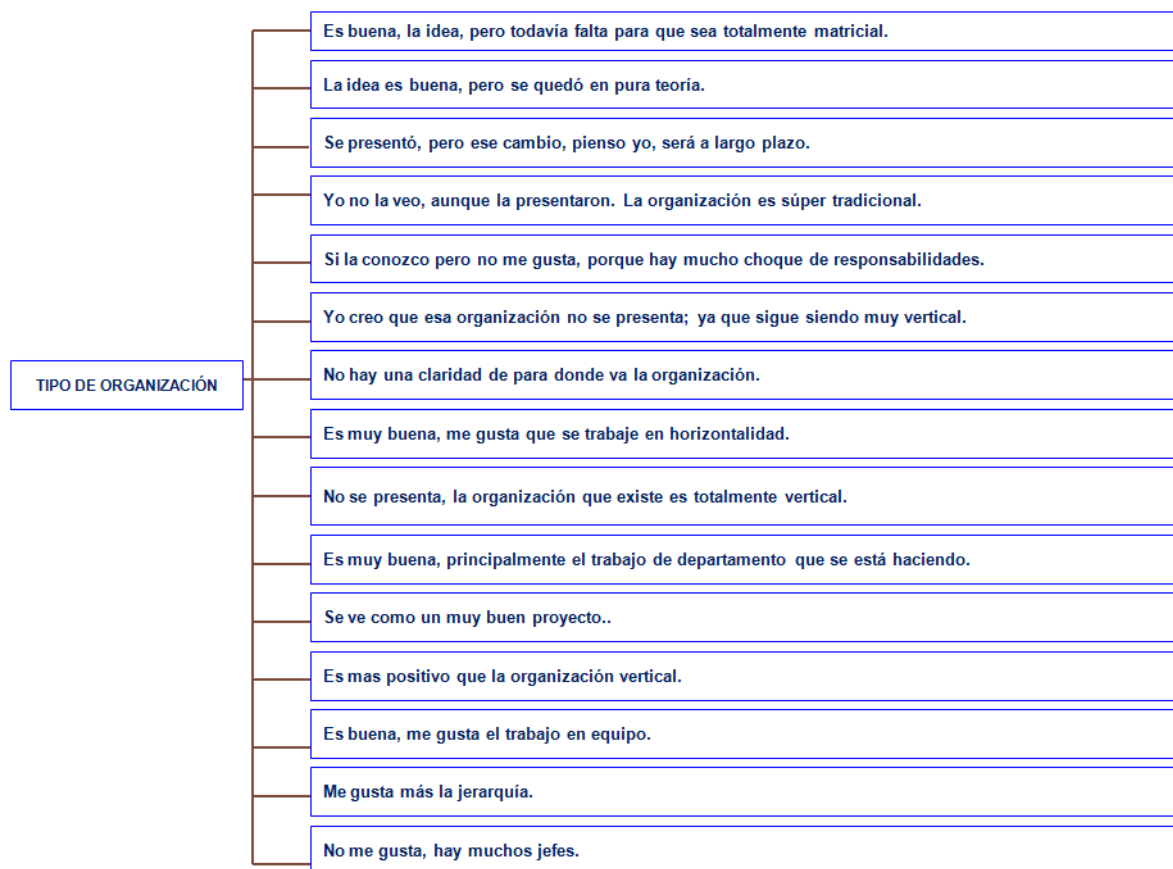 Es buena, la idea, pero todavía falta para que sea totalmente matricial.
La idea es buena, pero se quedó en pura teoría.
Se presentó, pero ese cambio, pienso yo, será a largo plazo.
Yo no la veo, aunque la presentaron. La organización es súper tradicional.
Si la conozco pero no me gusta, porque hay mucho choque de responsabilidades.
Yo creo que esa organización no se presenta; ya que sigue siendo muy vertical.
TIPO DE ORGANIZACIÓN
No hay una claridad de para donde va la organización.
Es muy buena, me gusta que se trabaje en horizontalidad.
No se presenta, la organización que existe es totalmente vertical.
Es muy buena, principalmente el trabajo de departamento que se está haciendo.
Se ve como un muy buen proyecto..
Es mas positivo que la organización vertical.
Es buena, me gusta el trabajo en equipo.
Me gusta más la jerarquía.
No me gusta, hay muchos jefes.